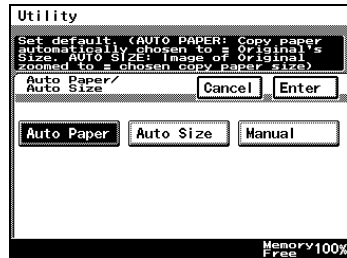 Utility
Set default. (AUTO PAPER: Copy paper
automatically chosen to = Original's
Size. AUTO SIZE: Image of Original
zoomed to = chosen copy paper size)
Auto Paper/
Auto Size
Cancel Enter
Auto Paper Auto Size Manual
Memory 100%
Free